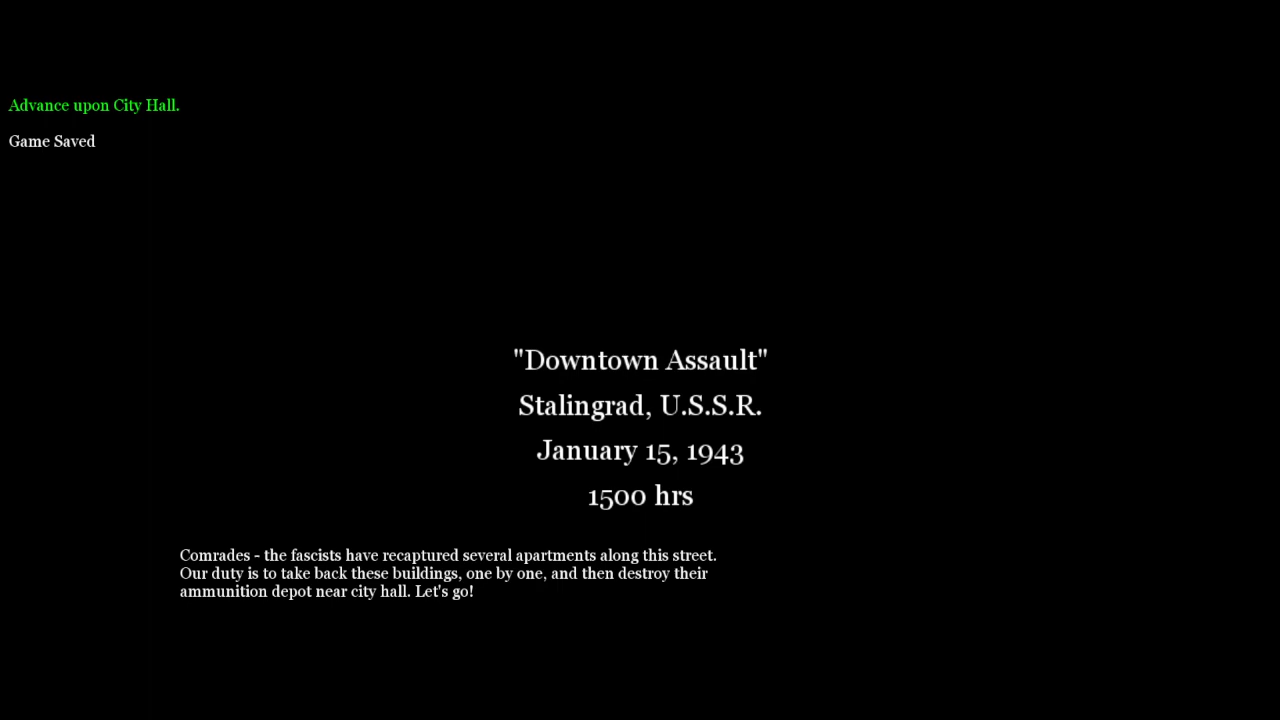 Advance upon City Hall.
Game Saved
"Downtown Assault"
Stalingrad, U.S.S.R.
January 15, 1943
1500 hrs
Comrades - the fascists have recaptured several apartments along this street.
Our duty is to take back these buildings, one by one, and then destroy their
ammunition depot near city hall. Let's go!